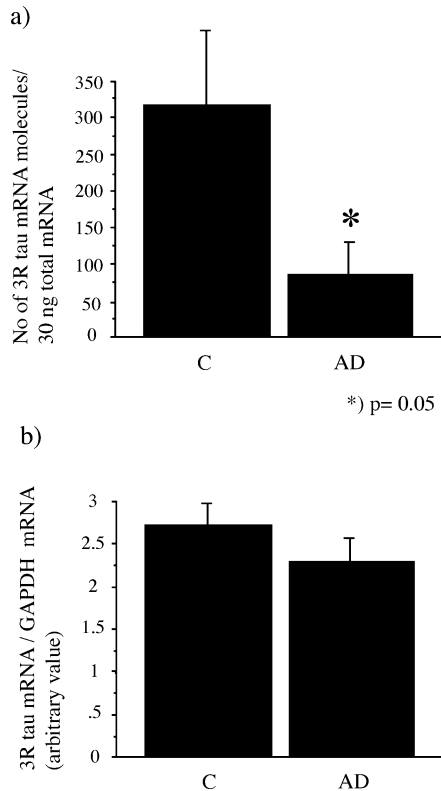 a)
No of 3R tau mRNA molecules/
30 ng total mRNA
350
300
250
200
150
100
50
0
*
C
AD
*) p= 0.05
b)
3R tau mRNA / GAPDH mRNA
(arbitrary value)
3
2.5
2
1.5
1
.5
0
C
AD